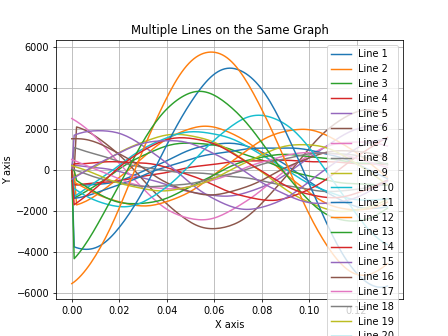 Multiple Lines on the Same Graph
6000
4000
2000
0
−2000
−4000
−6000
Y axis
0.00
0.02
0.04
0.06
0.08
0.10
X axis
Line 1
Line 2
Line 3
Line 4
Line 5
Line 6
Line 7
Line 8
Line 9
Line 10
Line 11
Line 12
Line 13
Line 14
Line 15
Line 16
Line 17
Line 18
Line 19
Line 20